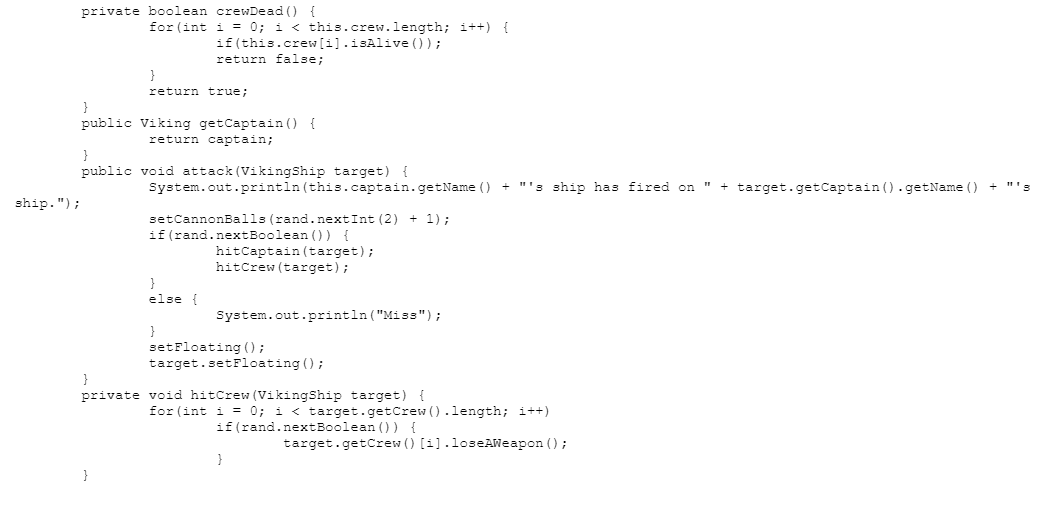 private boolean crewDead() {
for(int i = 0; i < this.crew.length; i++) {
if(this.crew[i].isAlive());
return false;
}
return true;
}
public Viking getCaptain() {
return captain;
}
public void attack(VikingShip target) {
System.out.println(this.captain.getName() + "'s ship has fired on " + target.getCaptain().getName() + "'s
ship.");
setCannonBalls(rand.nextInt(2) + 1);
if(rand.nextBoolean()) {
hitCaptain(target);
hitCrew(target);
}
else {
System.out.println("Miss");
}
setFloating();
target.setFloating();
}
private void hitCrew(VikingShip target) {
for(int i = 0; i < target.getCrew().length; i++)
if(rand.nextBoolean()) {
target.getCrew()[i].loseAWeapon();
}
}